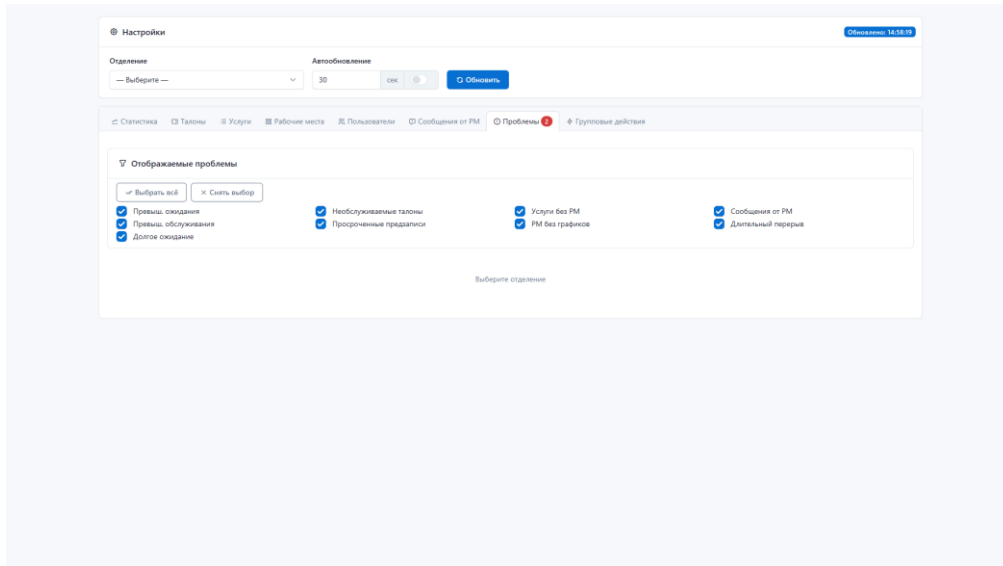 Настройки
Обновлено: 14:58:19
Отделение
Автообновление
— Выберите —
30
сек
Обновить
Статистика Талоны Услуги Рабочие места Пользователи Сообщения от РМ Проблемы 2 Групповые действия
Отображаемые проблемы
Выбрать всё
Снять выбор
Превыш. ожидания Необслуживаемые талоны Услуги без РМ Сообщения от РМ
Превыш. обслуживания Просроченные предзаписи РМ без графиков Длительный перерыв
Долгое ожидание
Выберите отделение